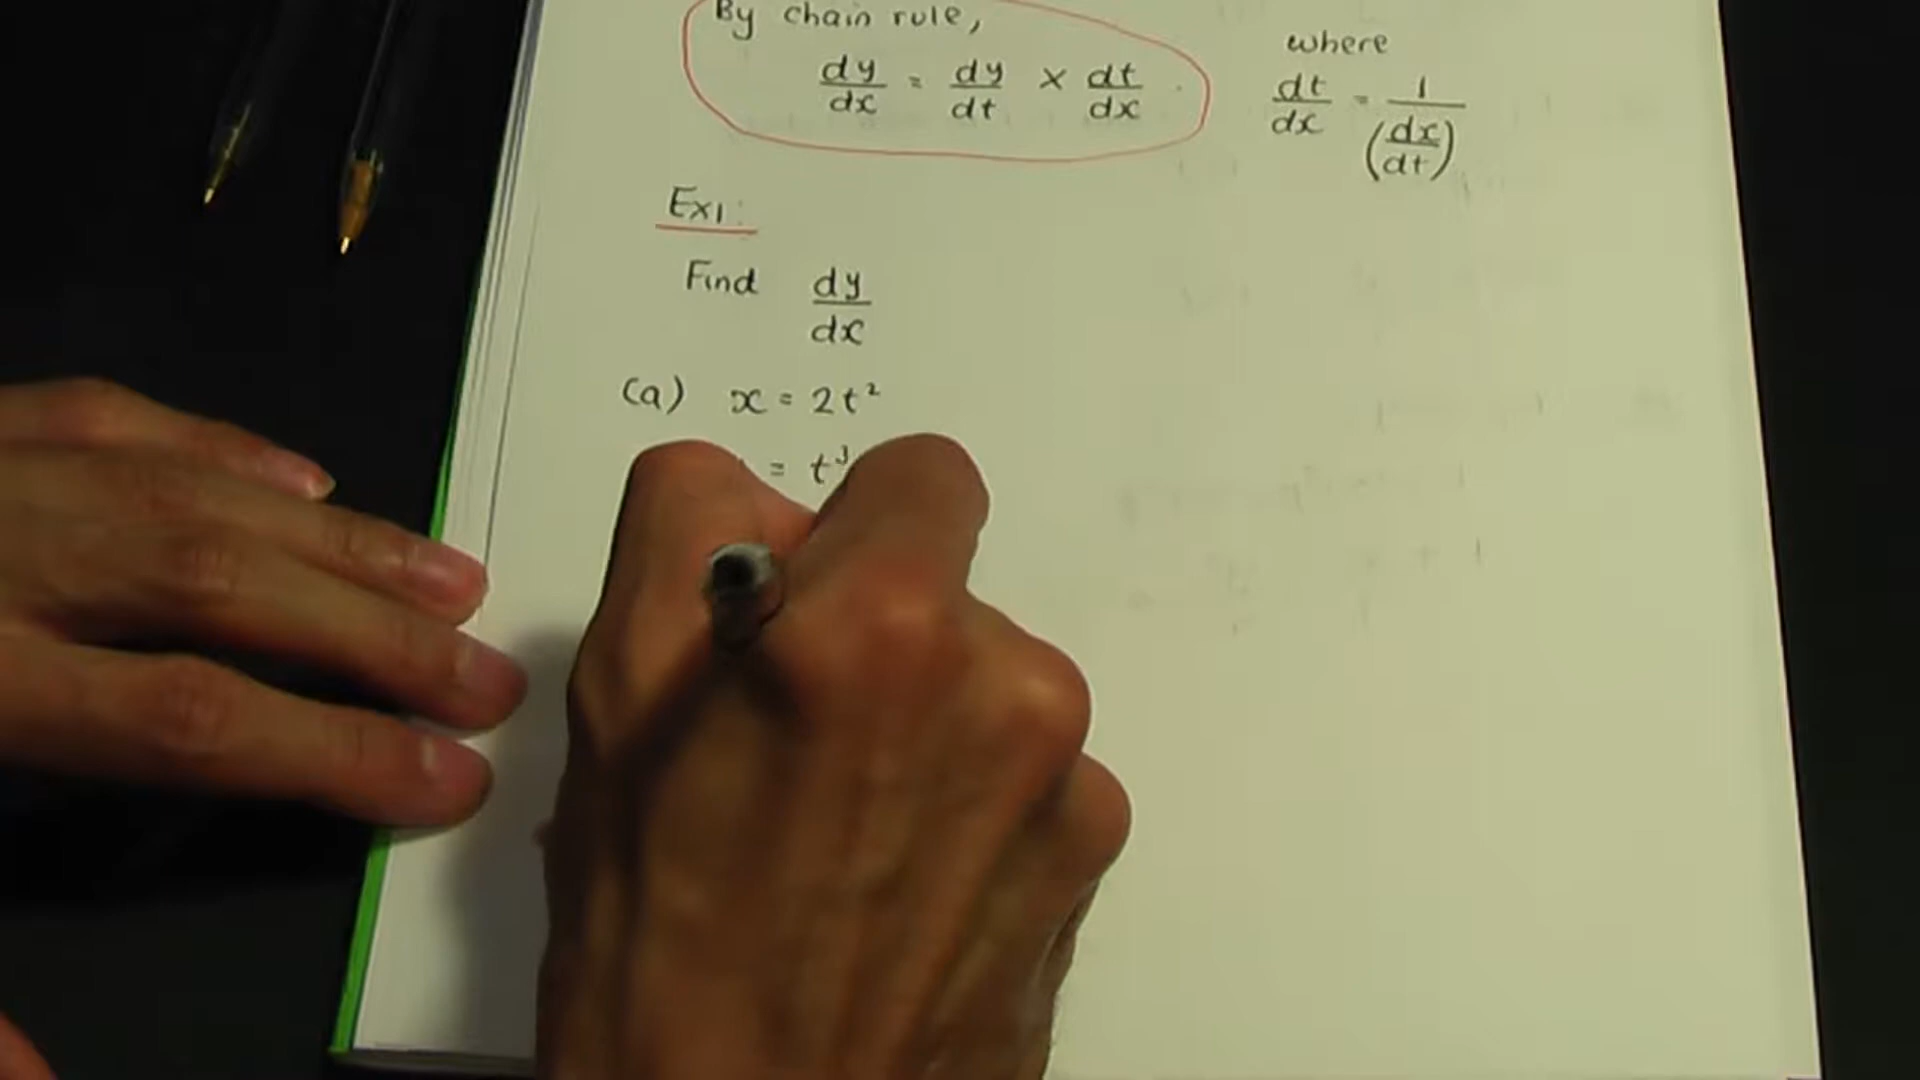 By chain rule,
dy/dx = dy/dt × dt/dx
where
dt/dx = 1/(dx/dt)
Ex1:
Find dy/dx
(a) x = 2t²
= t³